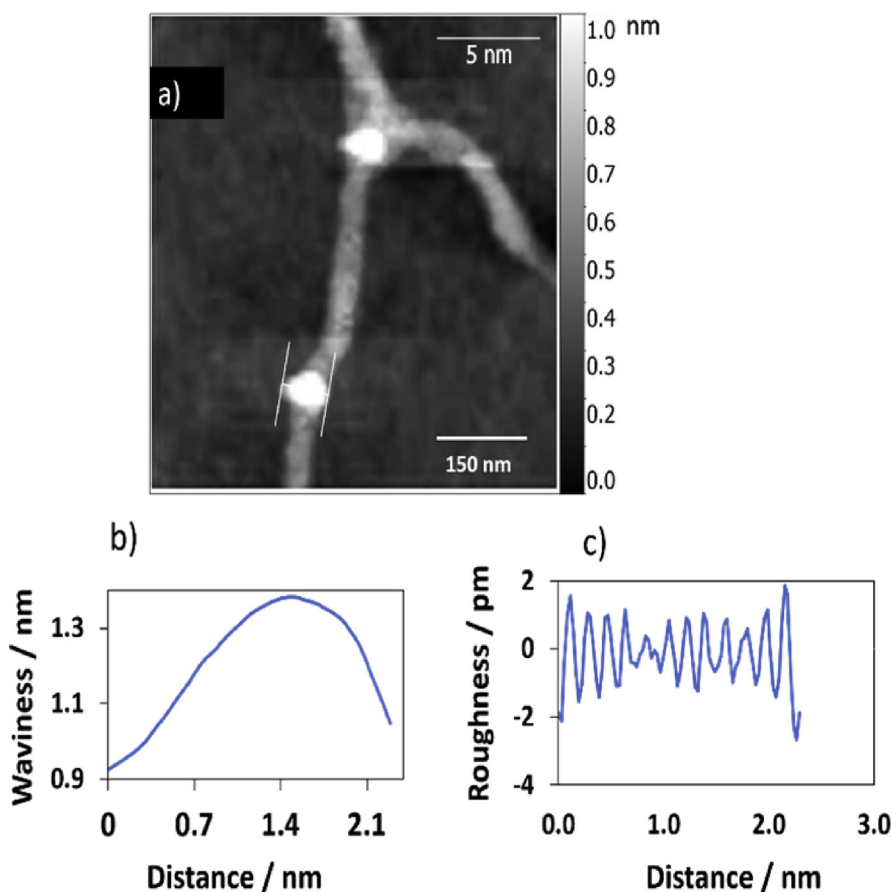 a)
5 nm
150 nm
1.0 nm
0.9
0.8
0.7
0.6
0.5
0.4
0.3
0.2
0.0
b)
Waviness / nm
1.3
1.1
0.9
0 0.7 1.4 2.1
Distance / nm
c)
Roughness / pm
2
0
-2
-4
0.0 1.0 2.0 3.0
Distance / nm